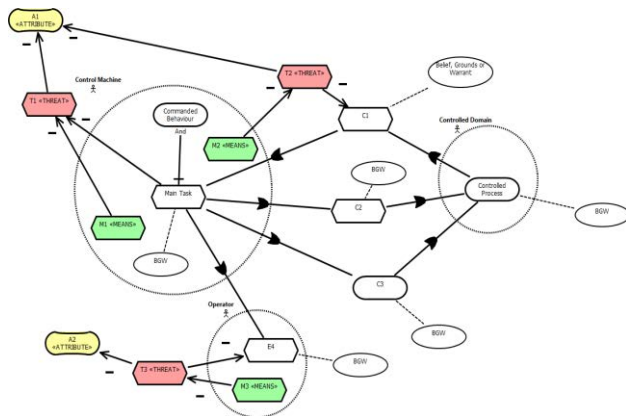 A1
«ATTRIBUTE»
T2 «THREAT»
Belief, Grounds or
Warrant
Control Machine
T1 «THREAT»
Commanded
Behaviour
And
C1
M2 «MEANS»
Controlled Domain
BGW
Main Task
Controlled
Process
C2
BGW
M1 «MEANS»
BGW
C3
Operator
BGW
A2
«ATTRIBUTE»
E4
T3 «THREAT»
BGW
M3 «MEANS»